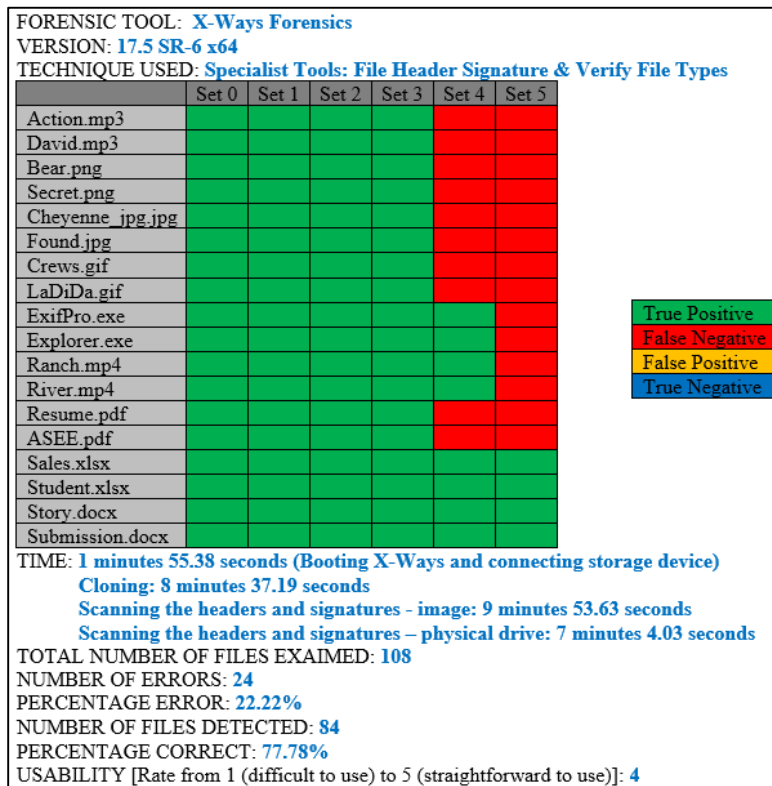 FORENSIC TOOL: X-Ways Forensics
VERSION: 17.5 SR-6 x64
TECHNIQUE USED: Specialist Tools: File Header Signature & Verify File Types
Set 0 Set 1 Set 2 Set 3 Set 4 Set 5
Action.mp3
David.mp3
Bear.png
Secret.png
Cheyenne_jpg.jpg
Found.jpg
Crews.gif
LaDiDa.gif
ExifPro.exe
Explorer.exe
Ranch.mp4
River.mp4
Resume.pdf
ASEE.pdf
Sales.xlsx
Student.xlsx
Story.docx
Submission.docx
True Positive
False Negative
False Positive
True Negative
TIME: 1 minutes 55.38 seconds (Booting X-Ways and connecting storage device)
Cloning: 8 minutes 37.19 seconds
Scanning the headers and signatures - image: 9 minutes 53.63 seconds
Scanning the headers and signatures – physical drive: 7 minutes 4.03 seconds
TOTAL NUMBER OF FILES EXAIMED: 108
NUMBER OF ERRORS: 24
PERCENTAGE ERROR: 22.22%
NUMBER OF FILES DETECTED: 84
PERCENTAGE CORRECT: 77.78%
USABILITY [Rate from 1 (difficult to use) to 5 (straightforward to use)]: 4